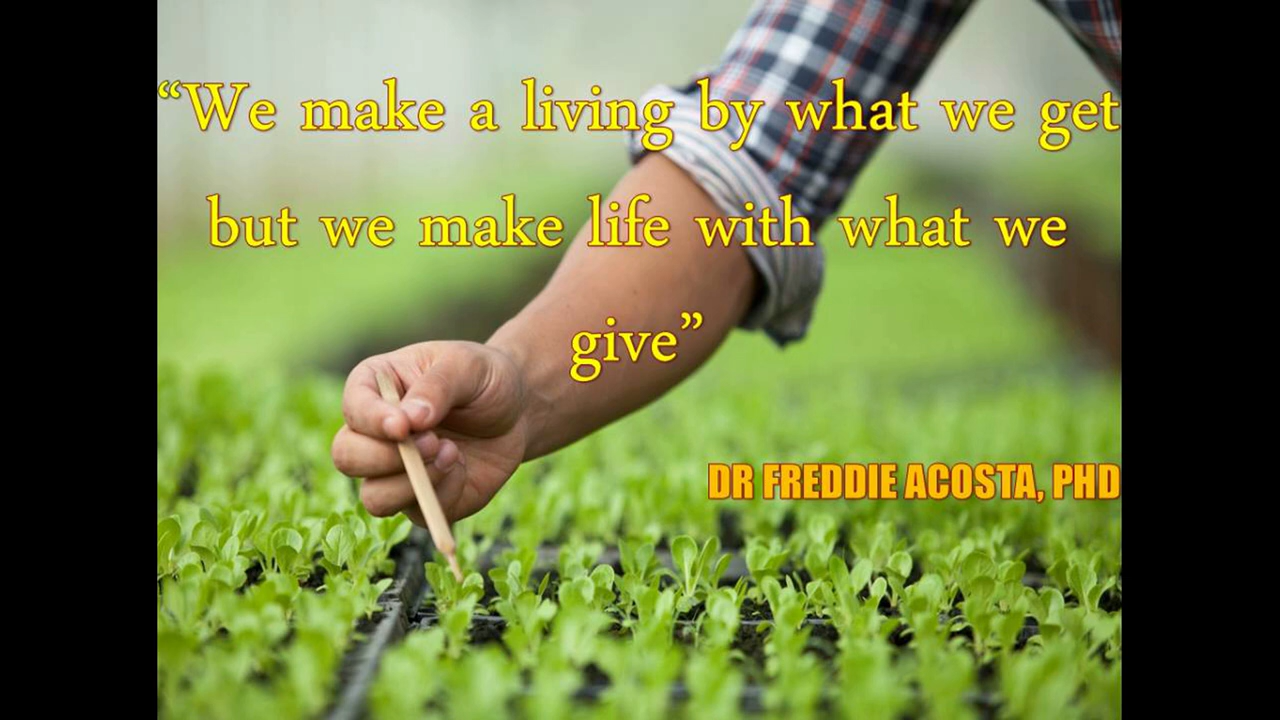 “We make a living by what we get
but we make life with what we
give”
DR FREDDIE ACOSTA, PHD